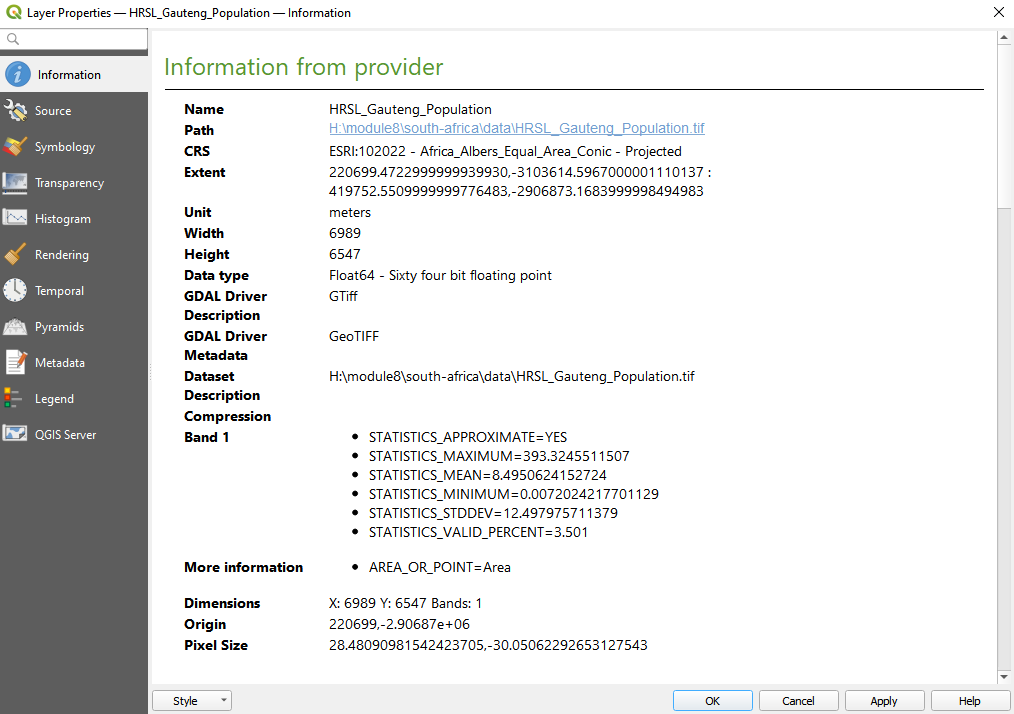 Layer Properties — HRSL_Gauteng_Population — Information
Information
Source
Symbology
Transparency
Histogram
Rendering
Temporal
Pyramids
Metadata
Legend
QGIS Server
Information from provider
Name HRSL_Gauteng_Population
Path H:\module8\south-africa\data\HRSL_Gauteng_Population.tif
CRS ESRI:102022 - Africa_Albers_Equal_Area_Conic - Projected
Extent 220699.4722999999939930,-3103614.5967000001110137 :
419752.5509999999776483,-2906873.1683999998494983
Unit meters
Width 6989
Height 6547
Data type Float64 - Sixty four bit floating point
GDAL Driver GTiff
Description
GDAL Driver GeoTIFF
Metadata
Dataset H:\module8\south-africa\data\HRSL_Gauteng_Population.tif
Description
Compression
Band 1 • STATISTICS_APPROXIMATE=YES
• STATISTICS_MAXIMUM=393.3245511507
• STATISTICS_MEAN=8.4950624152724
• STATISTICS_MINIMUM=0.0072024217701129
• STATISTICS_STDDEV=12.497975711379
• STATISTICS_VALID_PERCENT=3.501
More information • AREA_OR_POINT=Area
Dimensions X: 6989 Y: 6547 Bands: 1
Origin 220699,-2.90687e+06
Pixel Size 28.48090981542423705,-30.05062292653127543
Style OK Cancel Apply Help